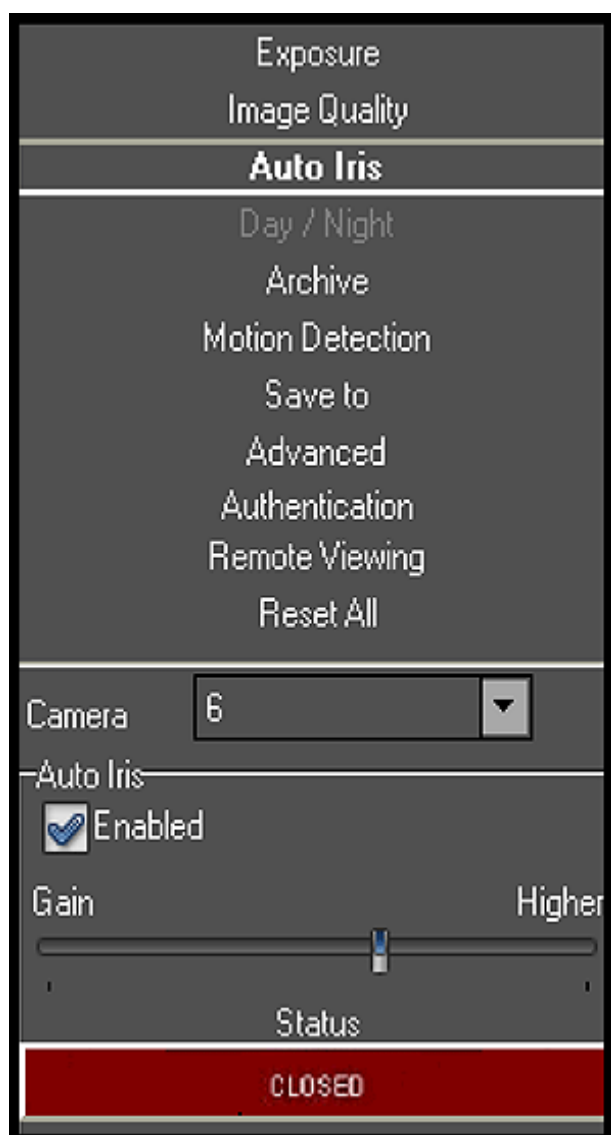 Exposure
Image Quality
Auto Iris
Day / Night
Archive
Motion Detection
Save to
Advanced
Authentication
Remote Viewing
Reset All
Camera 6
Auto Iris
Enabled
Gain Higher
Status
CLOSED